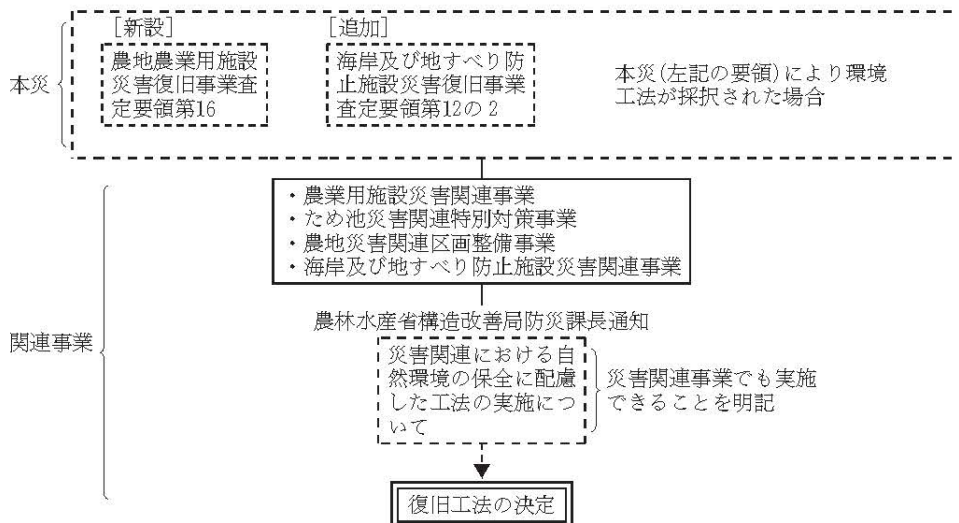 [新設]
[追加]
本災
農地農業用施設
災害復旧事業査
定要領第16
海岸及び地すべり防
止施設災害復旧事業
査定要領第12の2
本災(左記の要領)により環境
工法が採択された場合
関連事業
・農業用施設災害関連事業
・ため池災害関連特別対策事業
・農地災害関連区画整備事業
・海岸及び地すべり防止施設災害関連事業
農林水産省構造改善局防災課長通知
災害関連における自
然環境の保全に配慮
した工法の実施につ
いて
災害関連事業でも実施
できることを明記
復旧工法の決定